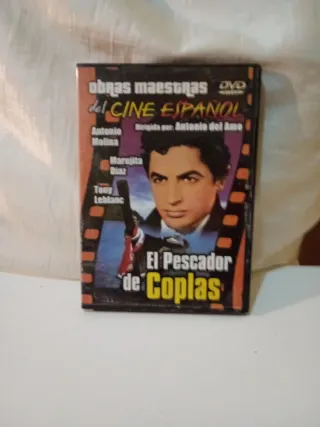 obras maestras
DVD
del CINE ESPAÑOL
Dirigida por: Antonio del Amo
Antonio
Molina
Marujita
Díaz
Tony
Leblanc
El Pescador
de Coplas